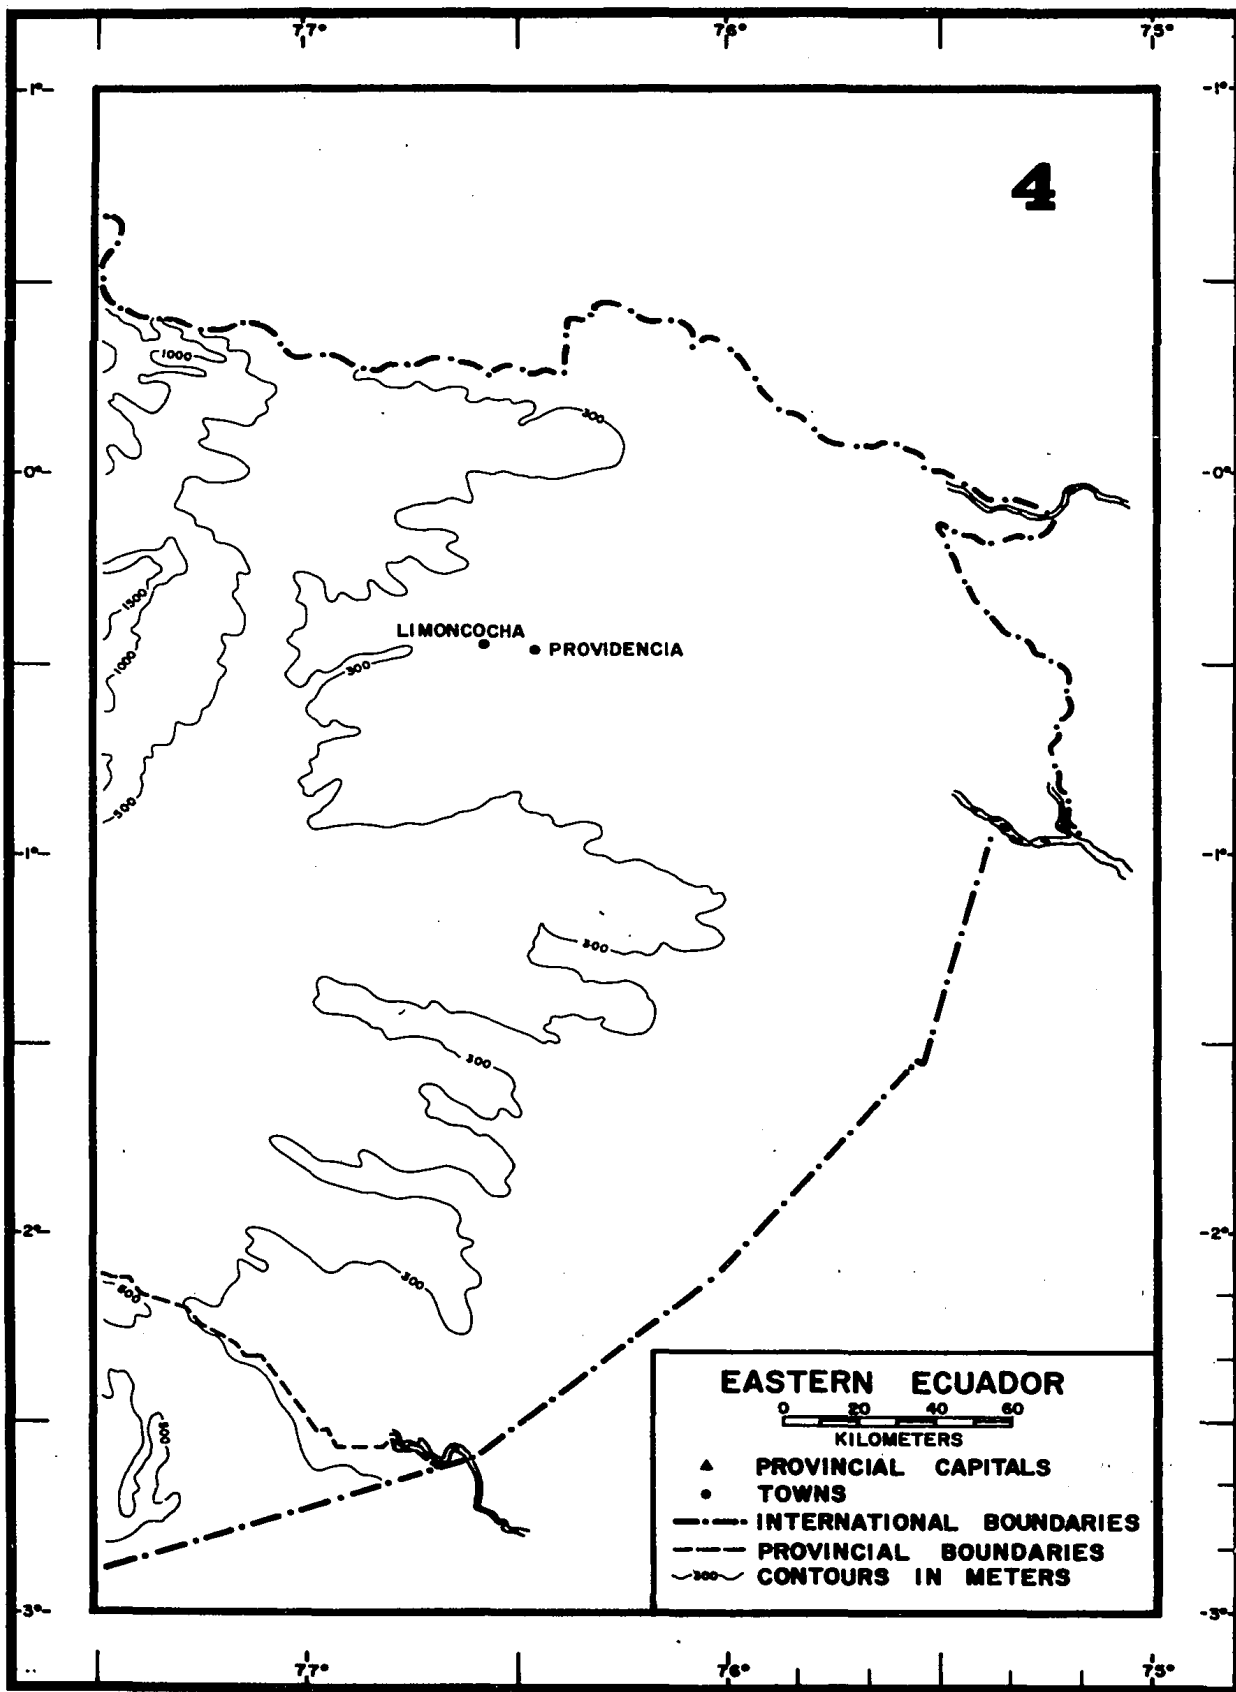 77° 76° 75°
-1° -1°
4
1000
300
-0° -0°
1500
LIMONCOCHA
PROVIDENCIA
1000
300
500
-1° -1°
300
300
-2° -2°
300
500
EASTERN ECUADOR
0 20 40 60
KILOMETERS
500
PROVINCIAL CAPITALS
TOWNS
INTERNATIONAL BOUNDARIES
PROVINCIAL BOUNDARIES
300 CONTOURS IN METERS
-3° -3°
77° 76° 75°